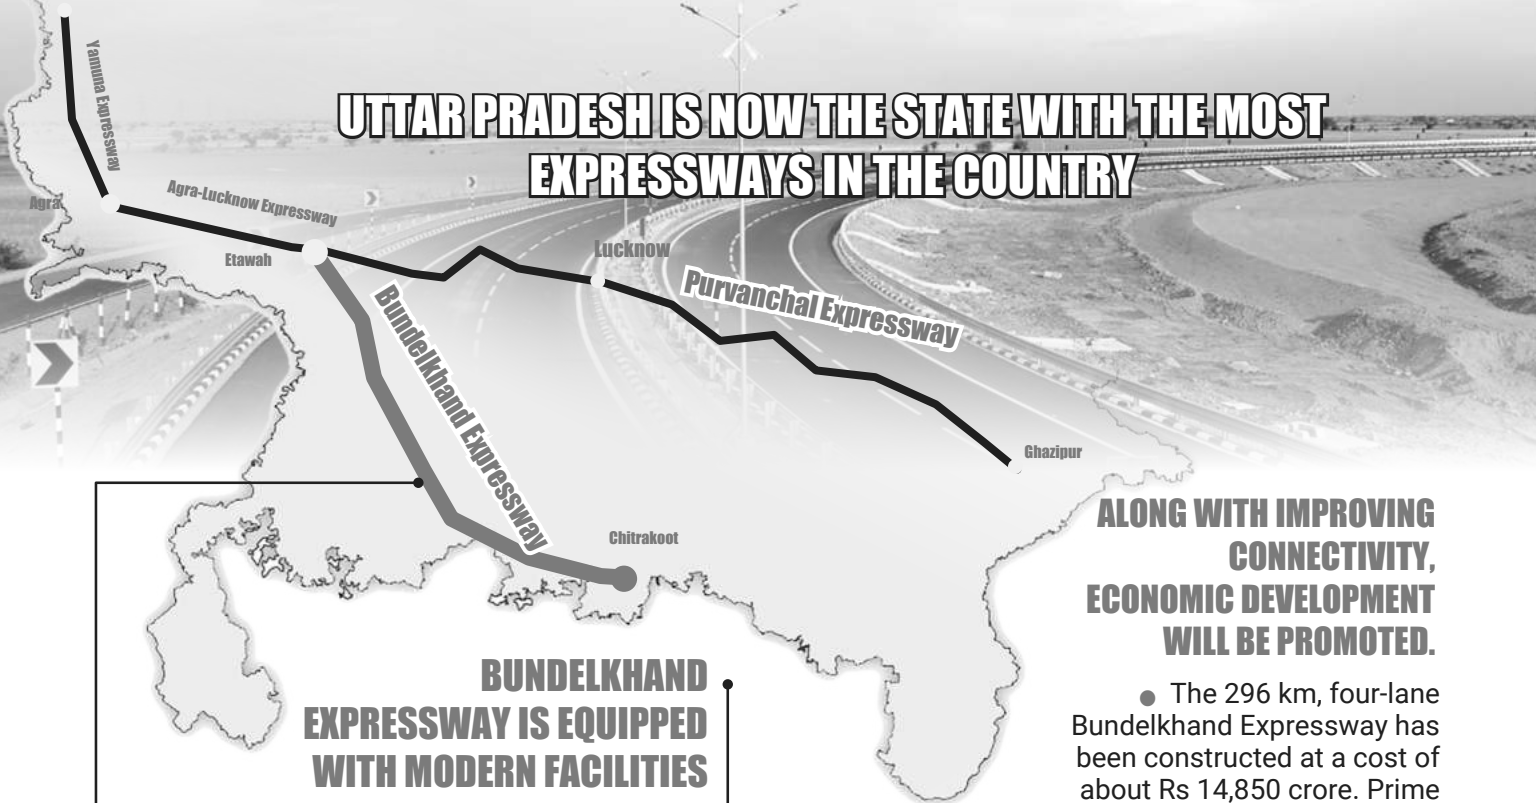 UTTAR PRADESH IS NOW THE STATE WITH THE MOST
EXPRESSWAYS IN THE COUNTRY
Yamuna Expressway
Agra
Agra-Lucknow Expressway
Etawah
Lucknow
Purvanchal Expressway
Bundelkhand Expressway
Ghazipur
Chitrakoot
ALONG WITH IMPROVING
CONNECTIVITY,
ECONOMIC DEVELOPMENT
WILL BE PROMOTED.
● The 296 km, four-lane
Bundelkhand Expressway has
been constructed at a cost of
about Rs 14,850 crore. Prime
BUNDELKHAND
EXPRESSWAY IS EQUIPPED
WITH MODERN FACILITIES